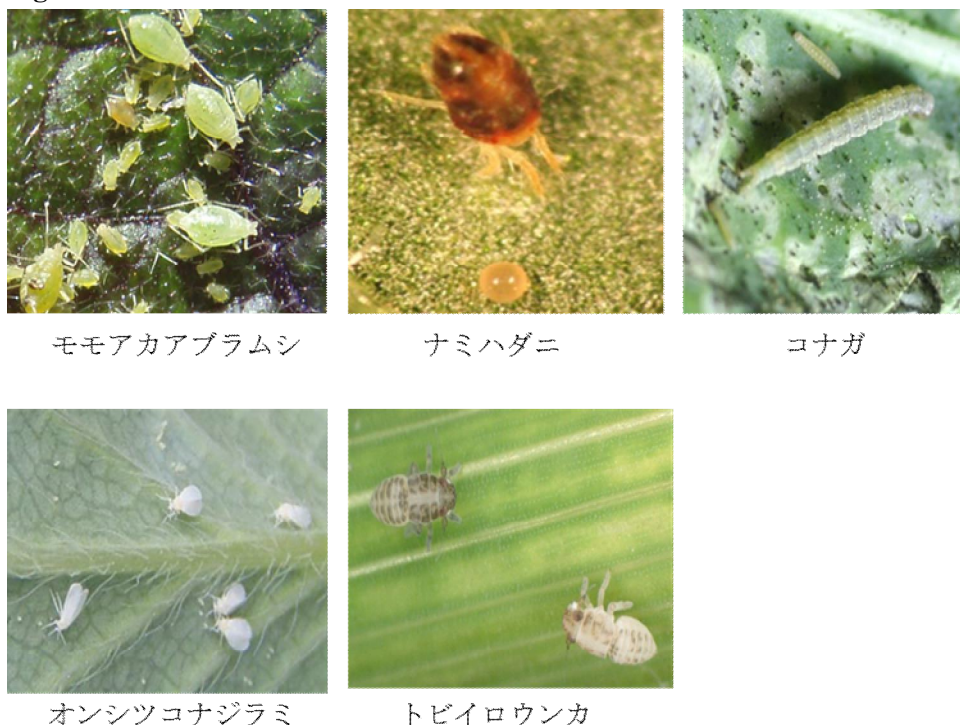 モモアカアブラムシ
ナミハダニ
コナガ
オンシツコナジラミ
トビイロウンカ